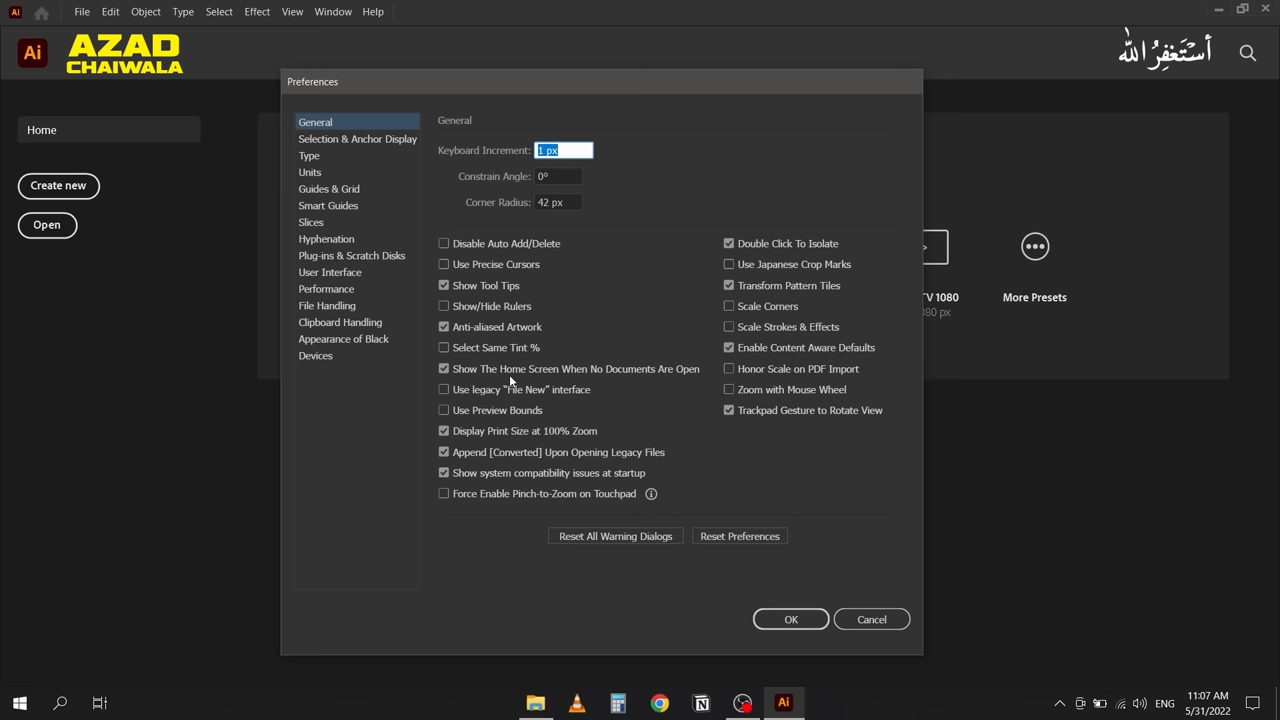 Ai File Edit Object Type Select Effect View Window Help
Ai AZAD CHAIWALA أَستَغفِرُ اللّٰه
Preferences
Home
Create new
Open
General
Selection & Anchor Display
Type
Units
Guides & Grid
Smart Guides
Slices
Hyphenation
Plug-ins & Scratch Disks
User Interface
Performance
File Handling
Clipboard Handling
Appearance of Black
Devices
General
Keyboard Increment: 1 px
Constrain Angle: 0°
Corner Radius: 42 px
Disable Auto Add/Delete
Use Precise Cursors
Show Tool Tips
Show/Hide Rulers
Anti-aliased Artwork
Select Same Tint %
Show The Home Screen When No Documents Are Open
Use legacy "File New" interface
Use Preview Bounds
Display Print Size at 100% Zoom
Append [Converted] Upon Opening Legacy Files
Show system compatibility issues at startup
Force Enable Pinch-to-Zoom on Touchpad
Double Click To Isolate
Use Japanese Crop Marks
Transform Pattern Tiles
Scale Corners
Scale Strokes & Effects
Enable Content Aware Defaults
Honor Scale on PDF Import
Zoom with Mouse Wheel
Trackpad Gesture to Rotate View
Reset All Warning Dialogs Reset Preferences
OK Cancel
TV 1080
80 px
More Presets
Ai
ENG
11:07 AM
5/31/2022